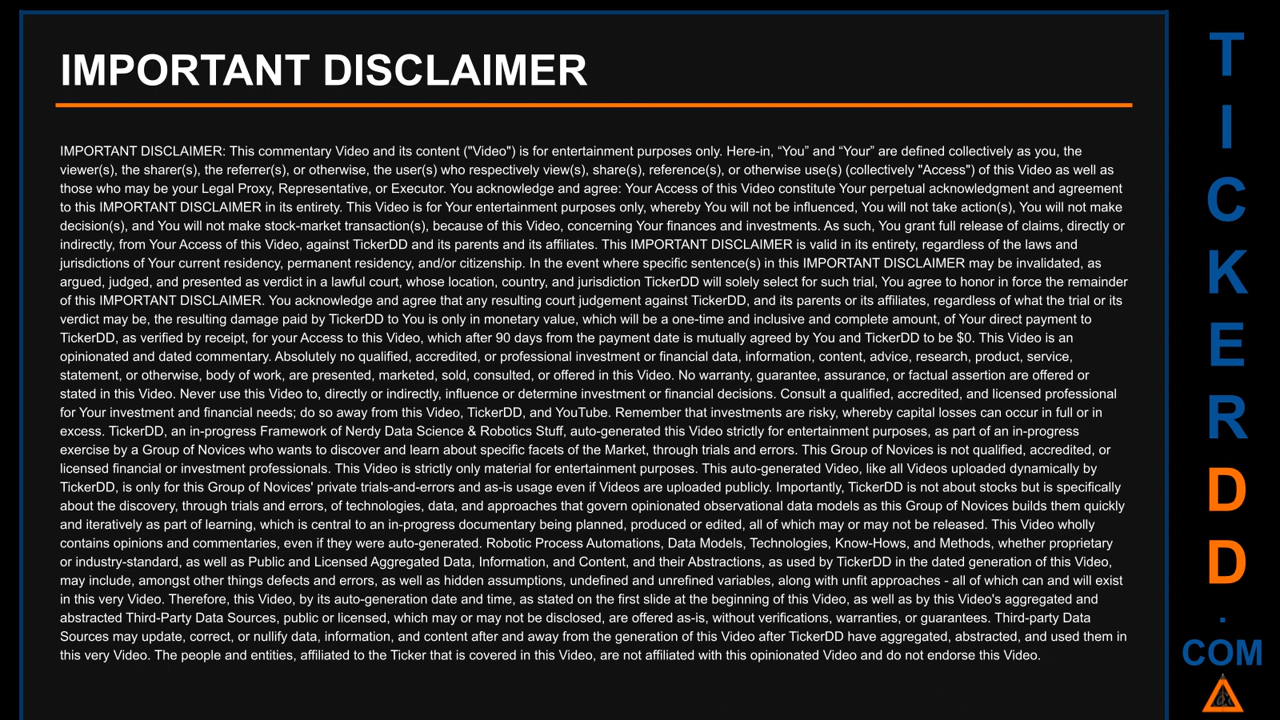 IMPORTANT DISCLAIMER
IMPORTANT DISCLAIMER: This commentary Video and its content ("Video") is for entertainment purposes only. Here-in, “You” and “Your” are defined collectively as you, the
viewer(s), the sharer(s), the referrer(s), or otherwise, the user(s) who respectively view(s), share(s), reference(s), or otherwise use(s) (collectively "Access") of this Video as well as
those who may be your Legal Proxy, Representative, or Executor. You acknowledge and agree: Your Access of this Video constitute Your perpetual acknowledgment and agreement
to this IMPORTANT DISCLAIMER in its entirety. This Video is for Your entertainment purposes only, whereby You will not be influenced, You will not take action(s), You will not make
decision(s), and You will not make stock-market transaction(s), because of this Video, concerning Your finances and investments. As such, You grant full release of claims, directly or
indirectly, from Your Access of this Video, against TickerDD and its parents and its affiliates. This IMPORTANT DISCLAIMER is valid in its entirety, regardless of the laws and
jurisdictions of Your current residency, permanent residency, and/or citizenship. In the event where specific sentence(s) in this IMPORTANT DISCLAIMER may be invalidated, as
argued, judged, and presented as verdict in a lawful court, whose location, country, and jurisdiction TickerDD will solely select for such trial, You agree to honor in force the remainder
of this IMPORTANT DISCLAIMER. You acknowledge and agree that any resulting court judgement against TickerDD, and its parents or its affiliates, regardless of what the trial or its
verdict may be, the resulting damage paid by TickerDD to You is only in monetary value, which will be a one-time and inclusive and complete amount, of Your direct payment to
TickerDD, as verified by receipt, for your Access to this Video, which after 90 days from the payment date is mutually agreed by You and TickerDD to be $0. This Video is an
opinionated and dated commentary. Absolutely no qualified, accredited, or professional investment or financial data, information, content, advice, research, product, service,
statement, or otherwise, body of work, are presented, marketed, sold, consulted, or offered in this Video. No warranty, guarantee, assurance, or factual assertion are offered or
stated in this Video. Never use this Video to, directly or indirectly, influence or determine investment or financial decisions. Consult a qualified, accredited, and licensed professional
for Your investment and financial needs; do so away from this Video, TickerDD, and YouTube. Remember that investments are risky, whereby capital losses can occur in full or in
excess. TickerDD, an in-progress Framework of Nerdy Data Science & Robotics Stuff, auto-generated this Video strictly for entertainment purposes, as part of an in-progress
exercise by a Group of Novices who wants to discover and learn about specific facets of the Market, through trials and errors. This Group of Novices is not qualified, accredited, or
licensed financial or investment professionals. This Video is strictly only material for entertainment purposes. This auto-generated Video, like all Videos uploaded dynamically by
TickerDD, is only for this Group of Novices' private trials-and-errors and as-is usage even if Videos are uploaded publicly. Importantly, TickerDD is not about stocks but is specifically
about the discovery, through trials and errors, of technologies, data, and approaches that govern opinionated observational data models as this Group of Novices builds them quickly
and iteratively as part of learning, which is central to an in-progress documentary being planned, produced or edited, all of which may or may not be released. This Video wholly
contains opinions and commentaries, even if they were auto-generated. Robotic Process Automations, Data Models, Technologies, Know-Hows, and Methods, whether proprietary
or industry-standard, as well as Public and Licensed Aggregated Data, Information, and Content, and their Abstractions, as used by TickerDD in the dated generation of this Video,
may include, amongst other things defects and errors, as well as hidden assumptions, undefined and unrefined variables, along with unfit approaches - all of which can and will exist
in this very Video. Therefore, this Video, by its auto-generation date and time, as stated on the first slide at the beginning of this Video, as well as by this Video's aggregated and
abstracted Third-Party Data Sources, public or licensed, which may or may not be disclosed, are offered as-is, without verifications, warranties, or guarantees. Third-party Data
Sources may update, correct, or nullify data, information, and content after and away from the generation of this Video after TickerDD have aggregated, abstracted, and used them in
this very Video. The people and entities, affiliated to the Ticker that is covered in this Video, are not affiliated with this opinionated Video and do not endorse this Video.
T
I
C
K
E
R
D
D
.
COM